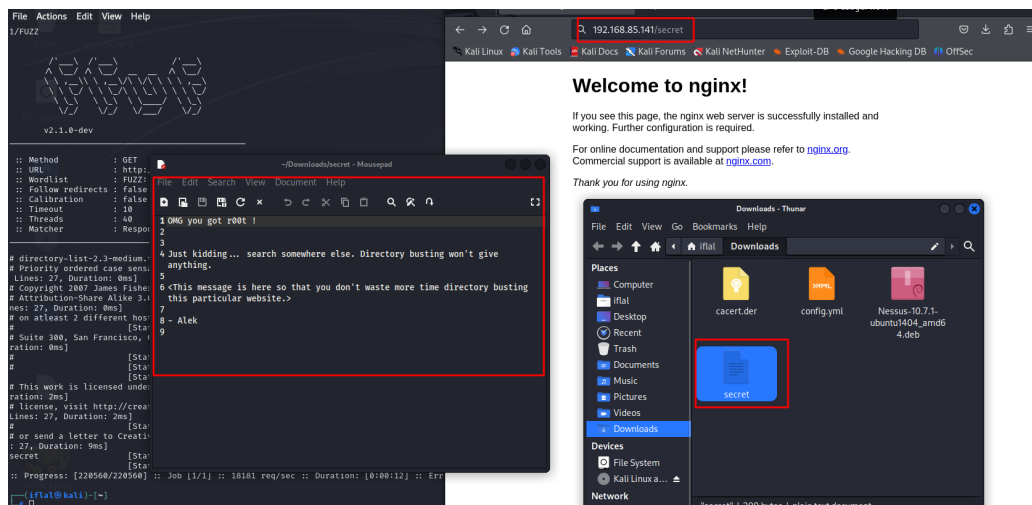 File Actions Edit View Help
1/FUZZ
v2.1.0-dev
:: Method : GET
:: URL : http:
:: Wordlist : FUZZ:
:: Follow redirects : false
:: Calibration : false
:: Timeout : 10
:: Threads : 40
:: Matcher : Respo
# directory-list-2.3-medium.
# Priority ordered case sens
Lines: 27, Duration: 0ms]
# Copyright 2007 James Fishe
# Attribution-Share Alike 3.
nes: 27, Duration: 0ms]
# on atleast 2 different hos
# [Sta
# Suite 300, San Francisco,
ration: 0ms]
# [Sta
[Sta
# [Sta
# This work is licensed unde
ration: 2ms]
# license, visit http://crea
Lines: 27, Duration: 2ms]
[Sta
# or send a letter to Creati
: 27, Duration: 9ms]
secret [Sta
[Sta
:: Progress: [220560/220560] :: Job [1/1] :: 18181 req/sec :: Duration: [0:00:12] :: Err
(iflal㉿kali)-[~]
~/Downloads/secret - Mousepad
File Edit Search View Document Help
1 OMG you got r00t !
2
3
4 Just kidding... search somewhere else. Directory busting won't give
anything.
5
6 <This message is here so that you don't waste more time directory busting
this particular website.>
7
8 - Alek
9
192.168.85.141/secret
Kali Linux Kali Tools Kali Docs Kali Forums Kali NetHunter Exploit-DB Google Hacking DB OffSec
Welcome to nginx!
If you see this page, the nginx web server is successfully installed and
working. Further configuration is required.
For online documentation and support please refer to nginx.org.
Commercial support is available at nginx.com.
Thank you for using nginx.
Downloads - Thunar
File Edit View Go Bookmarks Help
iflal Downloads
Places
Computer
iflal
Desktop
Recent
Trash
Documents
Music
Pictures
Videos
Downloads
Devices
File System
Kali Linux a...
Network
cacert.der
YAML
config.yml
Nessus-10.7.1-
ubuntu1404_amd6
4.deb
secret